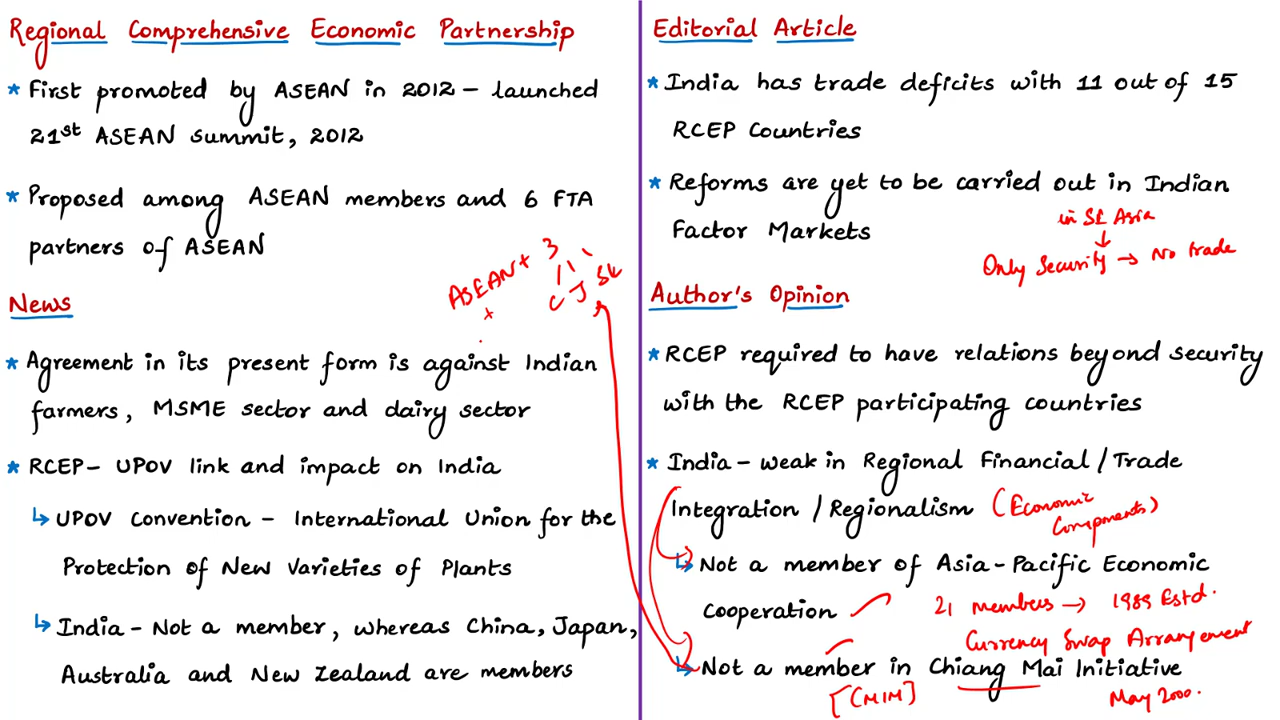 Regional Comprehensive Economic Partnership
* First promoted by ASEAN in 2012 - launched
21st ASEAN summit, 2012
* Proposed among ASEAN members and 6 FTA
partners of ASEAN
ASEAN + 3
C J SK
+
News
* Agreement in its present form is against Indian
farmers, MSME sector and dairy sector
* RCEP - UPOV link and impact on India
↳ UPOV Convention - International Union for the
Protection of New Varieties of Plants
↳ India - Not a member, whereas China, Japan,
Australia and New Zealand are members
Editorial Article
* India has trade deficits with 11 out of 15
RCEP Countries
* Reforms are yet to be carried out in Indian
Factor Markets
in SE Asia
↓
Only Security → No trade
Author's Opinion
* RCEP required to have relations beyond security
with the RCEP participating countries
* India - weak in Regional Financial / Trade
Integration / Regionalism (Economic
Components)
↳ Not a member of Asia-Pacific Economic
Cooperation
21 members → 1989 Estd.
Currency Swap Arrangement
↳ Not a member in Chiang Mai Initiative
[CMIM]
May 2000.